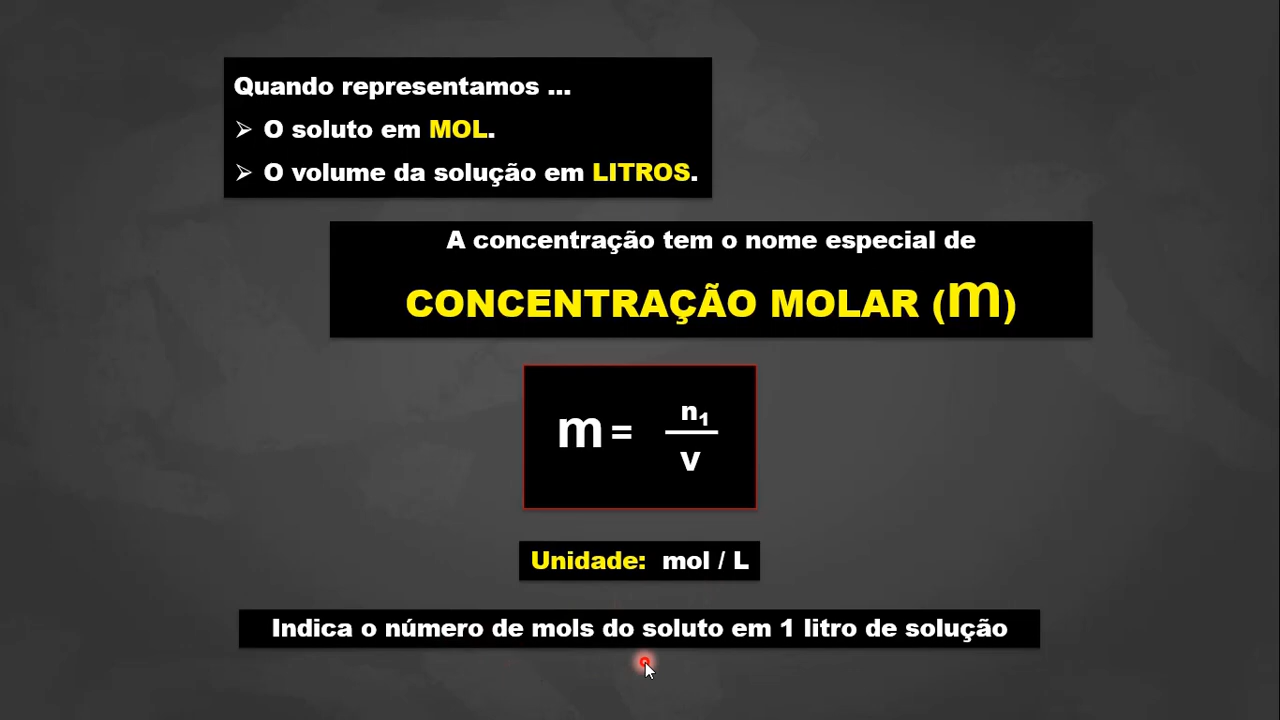 Quando representamos ...
➢ O soluto em MOL.
➢ O volume da solução em LITROS.
A concentração tem o nome especial de
CONCENTRAÇÃO MOLAR (m)
m = n₁
v
Unidade: mol / L
Indica o número de mols do soluto em 1 litro de solução